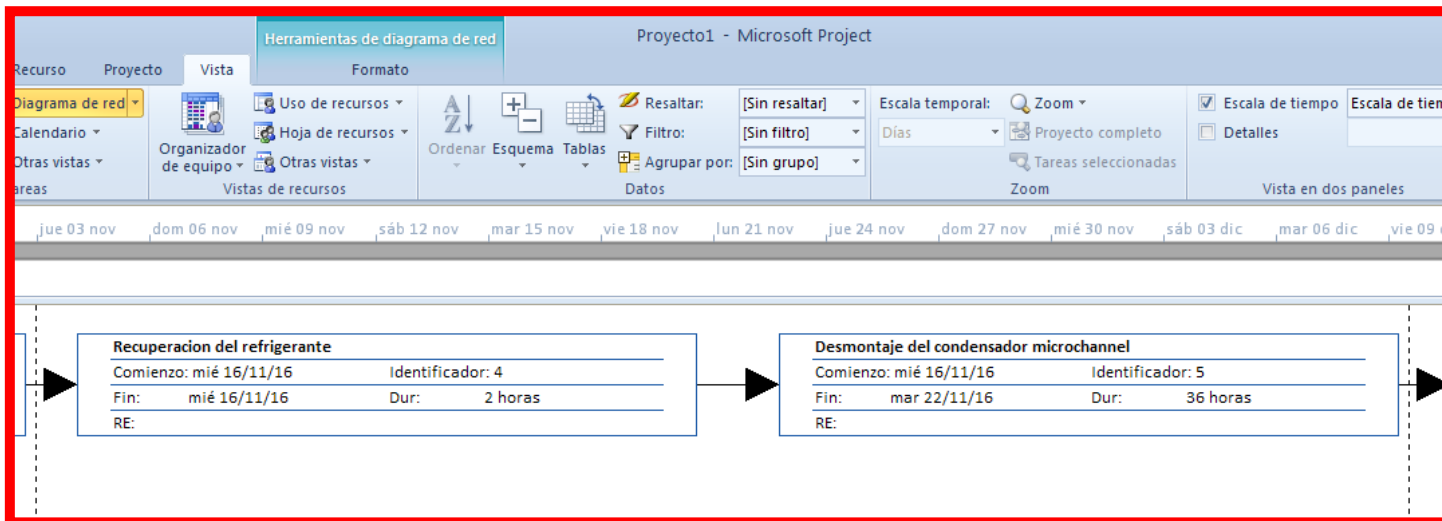 Herramientas de diagrama de red Proyecto1 - Microsoft Project
Recurso Proyecto Vista Formato
Diagrama de red Uso de recursos Resaltar: [Sin resaltar] Escala temporal: Zoom Escala de tiempo Escala de tiem
Calendario Hoja de recursos Filtro: [Sin filtro] Días Proyecto completo Detalles
Organizador de equipo Ordenar Esquema Tablas
Otras vistas Otras vistas Agrupar por: [Sin grupo] Tareas seleccionadas
areas Vistas de recursos Datos Zoom Vista en dos paneles
jue 03 nov dom 06 nov mié 09 nov sáb 12 nov mar 15 nov vie 18 nov lun 21 nov jue 24 nov dom 27 nov mié 30 nov sáb 03 dic mar 06 dic vie 09
Recuperacion del refrigerante
Comienzo: mié 16/11/16 Identificador: 4
Fin: mié 16/11/16 Dur: 2 horas
RE:
Desmontaje del condensador microchannel
Comienzo: mié 16/11/16 Identificador: 5
Fin: mar 22/11/16 Dur: 36 horas
RE: